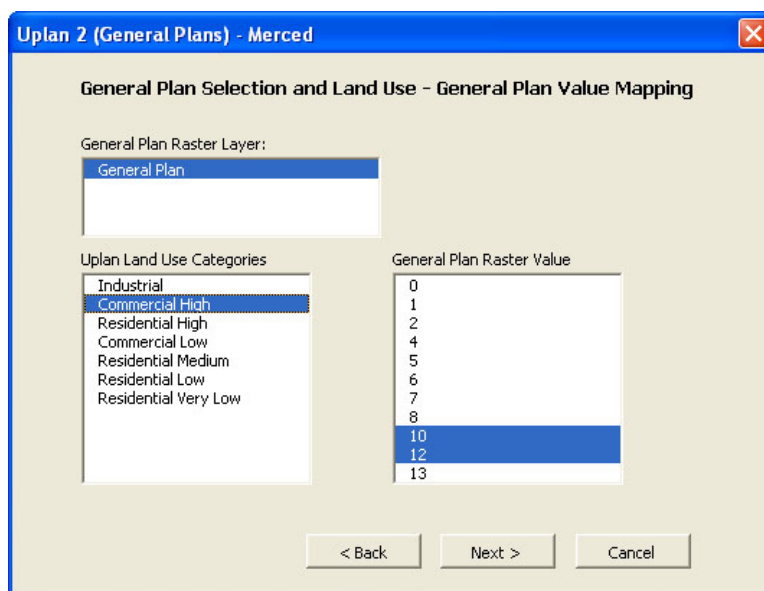 Uplan 2 (General Plans) - Merced
General Plan Selection and Land Use - General Plan Value Mapping
General Plan Raster Layer:
General Plan
Uplan Land Use Categories
Industrial
Commercial High
Residential High
Commercial Low
Residential Medium
Residential Low
Residential Very Low
General Plan Raster Value
0
1
2
4
5
6
7
8
10
12
13
< Back
Next >
Cancel